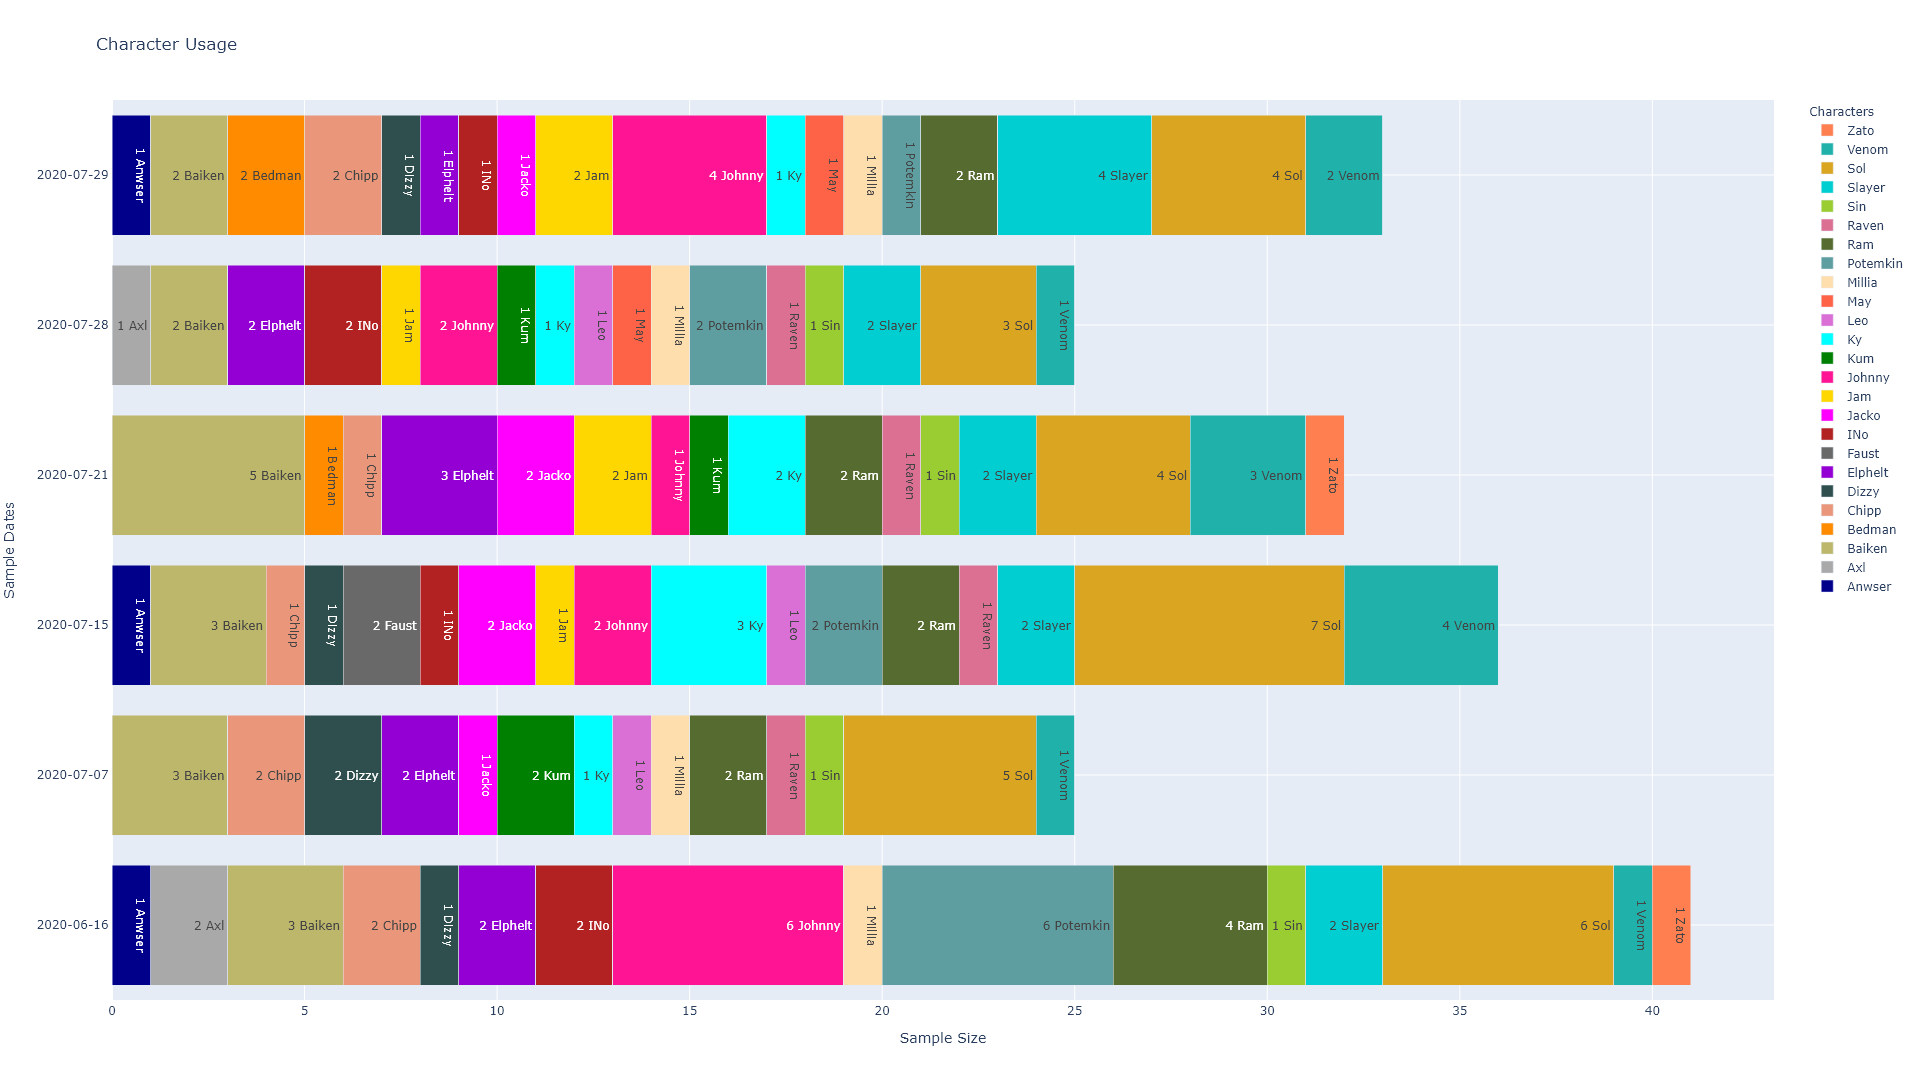 Character Usage
2020-07-29
1 Anwser
2 Baiken
2 Bedman
2 Chipp
1 Dizzy
1 Elphelt
1 INo
1 Jacko
2 Jam
4 Johnny
1 Ky
1 May
1 Millia
1 Potemkin
2 Ram
4 Slayer
4 Sol
2 Venom
2020-07-28
1 Axl
2 Baiken
2 Elphelt
2 INo
1 Jam
2 Johnny
1 Kum
1 Ky
1 Leo
1 May
1 Millia
2 Potemkin
1 Raven
1 Sin
2 Slayer
3 Sol
1 Venom
2020-07-21
5 Baiken
1 Bedman
1 Chipp
3 Elphelt
2 Jacko
2 Jam
1 Johnny
1 Kum
2 Ky
2 Ram
1 Raven
1 Sin
2 Slayer
4 Sol
3 Venom
1 Zato
2020-07-15
1 Anwser
3 Baiken
1 Chipp
1 Dizzy
2 Faust
1 INo
2 Jacko
1 Jam
2 Johnny
3 Ky
1 Leo
2 Potemkin
2 Ram
1 Raven
2 Slayer
7 Sol
4 Venom
2020-07-07
3 Baiken
2 Chipp
2 Dizzy
2 Elphelt
1 Jacko
2 Kum
1 Ky
1 Leo
1 Millia
2 Ram
1 Raven
1 Sin
5 Sol
1 Venom
2020-06-16
1 Anwser
2 Axl
3 Baiken
2 Chipp
1 Dizzy
2 Elphelt
2 INo
6 Johnny
1 Millia
6 Potemkin
4 Ram
1 Sin
2 Slayer
6 Sol
1 Venom
1 Zato
Sample Dates
0
5
10
15
20
25
30
35
40
Sample Size
Characters
Zato
Venom
Sol
Slayer
Sin
Raven
Ram
Potemkin
Millia
May
Leo
Ky
Kum
Johnny
Jam
Jacko
INo
Faust
Elphelt
Dizzy
Chipp
Bedman
Baiken
Axl
Anwser